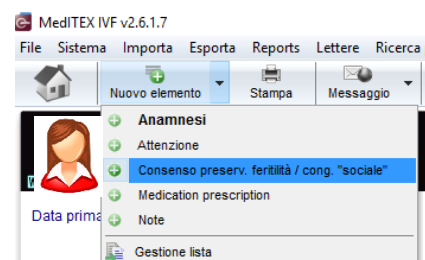 MedITEX IVF v2.6.1.7
File Sistema Importa Esporta Reports Lettere Ricerca
Nuovo elemento Stampa Messaggio
Anamnesi
Attenzione
Consenso preserv. feritilità / cong. "sociale"
Medication prescription
Data prima
Note
Gestione lista